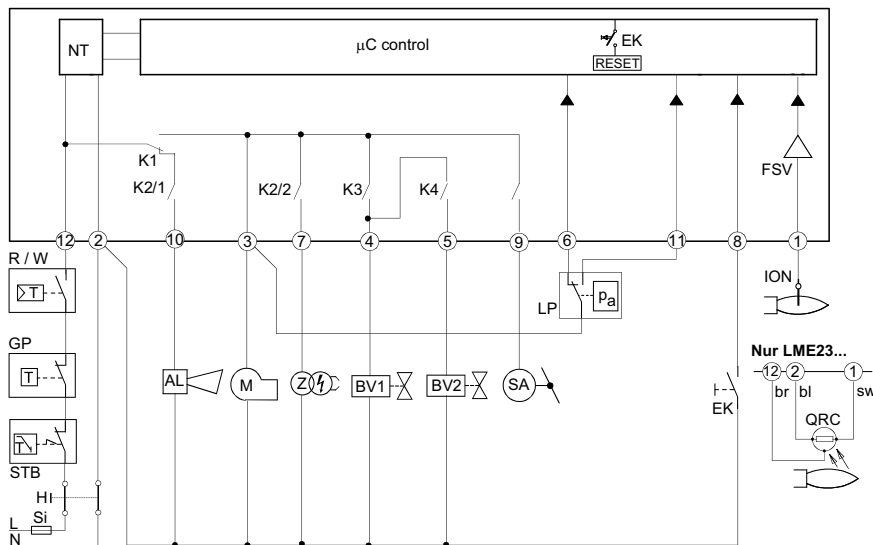 NT
µC control
EK
RESET
K1
K2/1
K2/2
K3
K4
FSV
12
2
10
3
7
4
5
9
6
11
8
1
R / W
T
LP
pa
ION
GP
T
Nur LME23...
12
2
1
br
bl
sw
AL
M
Z
BV1
BV2
SA
EK
QRC
T
STB
H
L
Si
N